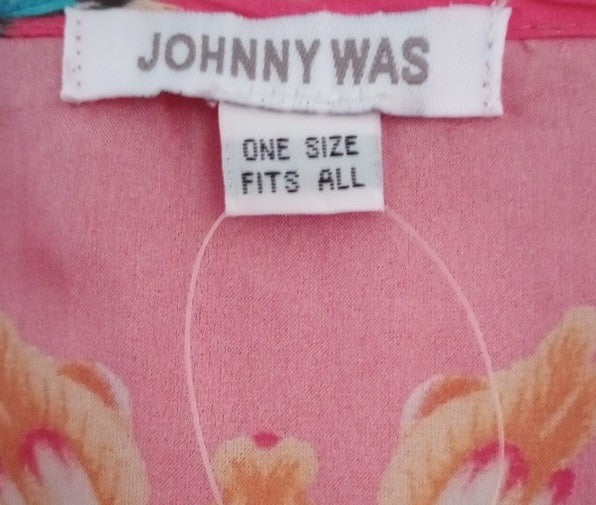 JOHNNY WAS
ONE SIZE
FITS ALL